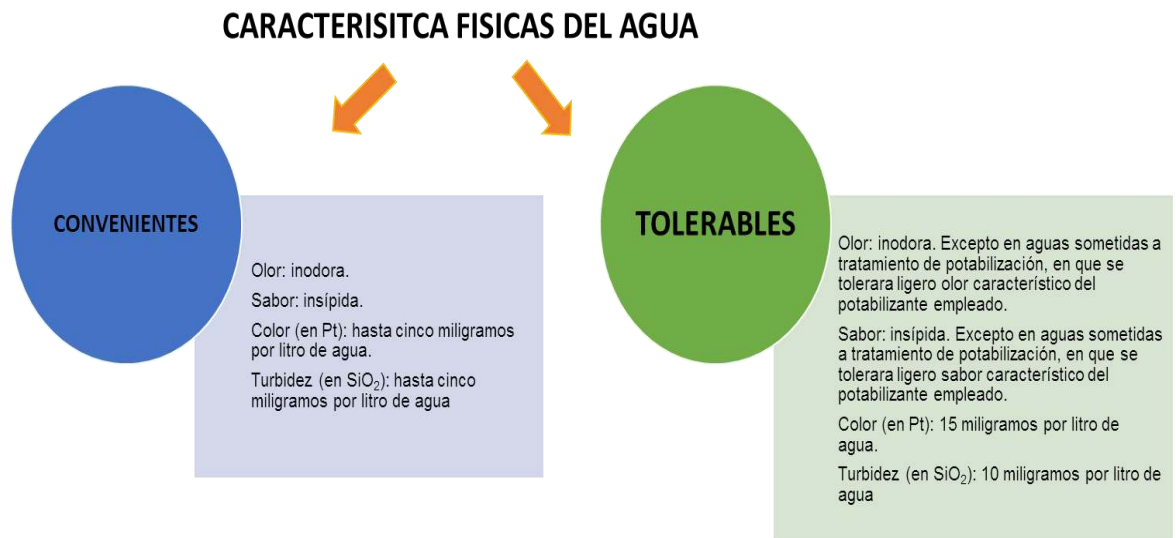 CARACTERISITCA FISICAS DEL AGUA
CONVENIENTES
Olor: inodora.
Sabor: insípida.
Color (en Pt): hasta cinco miligramos
por litro de agua.
Turbidez (en SiO₂): hasta cinco
miligramos por litro de agua
TOLERABLES
Olor: inodora. Excepto en aguas sometidas a
tratamiento de potabilización, en que se
tolerara ligero olor característico del
potabilizante empleado.
Sabor: insípida. Excepto en aguas sometidas
a tratamiento de potabilización, en que se
tolerara ligero sabor característico del
potabilizante empleado.
Color (en Pt): 15 miligramos por litro de
agua.
Turbidez (en SiO₂): 10 miligramos por litro de
agua